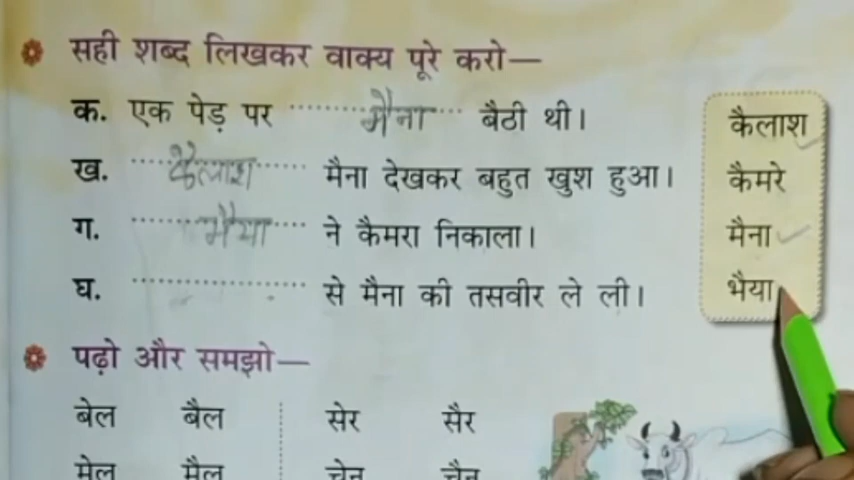 सही शब्द लिखकर वाक्य पूरे करो—
क. एक पेड़ पर मैना बैठी थी।
ख. कैलाश मैना देखकर बहुत खुश हुआ।
ग. भैया ने कैमरा निकाला।
घ. से मैना की तसवीर ले ली।
कैलाश
कैमरे
मैना
भैया
पढ़ो और समझो—
बेल बैल सेर सैर
मेल मैल चेन चैन